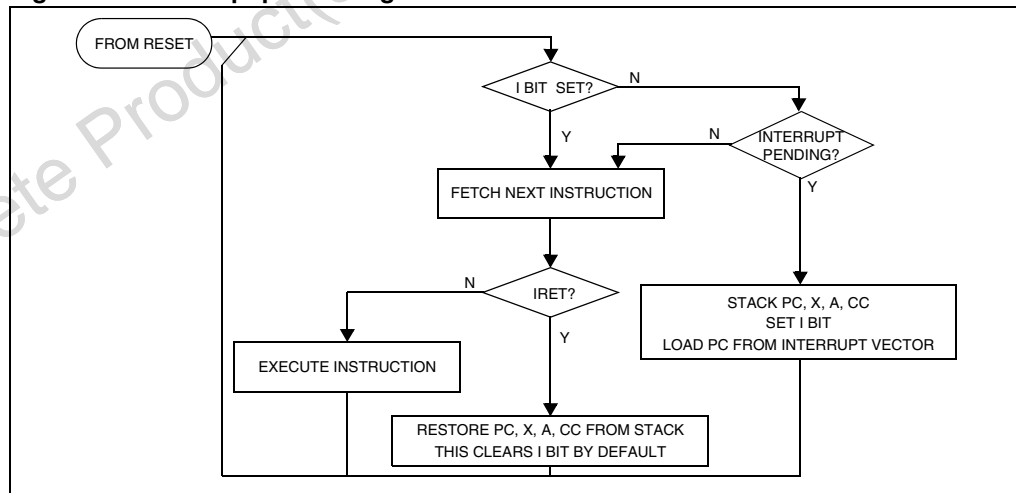 FROM RESET
I BIT SET?
N
Y
N
INTERRUPT
PENDING?
Y
FETCH NEXT INSTRUCTION
IRET?
N
Y
STACK PC, X, A, CC
SET I BIT
LOAD PC FROM INTERRUPT VECTOR
EXECUTE INSTRUCTION
RESTORE PC, X, A, CC FROM STACK
THIS CLEARS I BIT BY DEFAULT